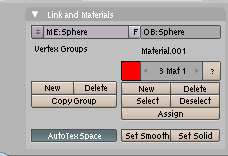 Link and Materials
ME:Sphere F OB:Sphere
Vertex Groups Material.001
3 Mat 1 ?
New Delete New Delete
Copy Group Select Deselect
Assign
AutoTexSpace Set Smooth Set Solid